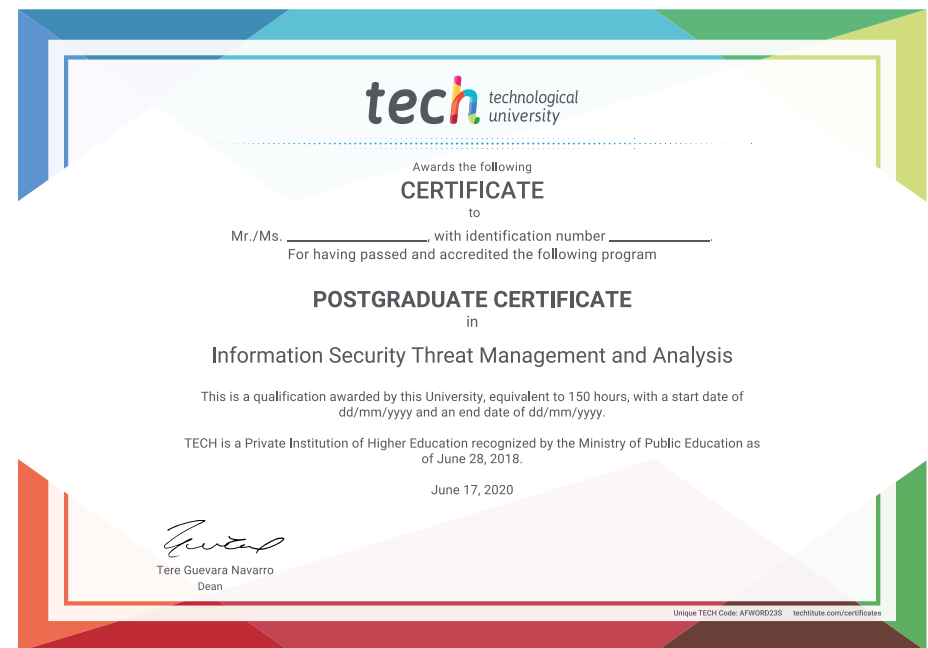 tech technological
university
Awards the following
CERTIFICATE
to
Mr./Ms. ____________, with identification number ____________.
For having passed and accredited the following program
POSTGRADUATE CERTIFICATE
in
Information Security Threat Management and Analysis
This is a qualification awarded by this University, equivalent to 150 hours, with a start date of
dd/mm/yyyy and an end date of dd/mm/yyyy.
TECH is a Private Institution of Higher Education recognized by the Ministry of Public Education as
of June 28, 2018.
June 17, 2020
Tere Guevara Navarro
Dean
Unique TECH Code: AFWORD23S techtitute.com/certificates